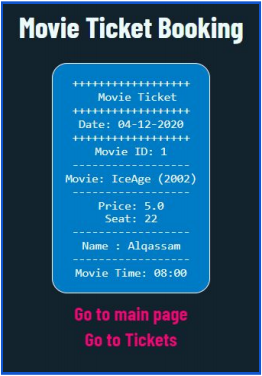 Movie Ticket Booking
++++++++++++++++++
Movie Ticket
++++++++++++++++++
Date: 04-12-2020
++++++++++++++++++
Movie ID: 1
------------------
Movie: IceAge (2002)
------------------
Price: 5.0
Seat: 22
------------------
Name : Alqassam
------------------
Movie Time: 08:00
Go to main page
Go to Tickets